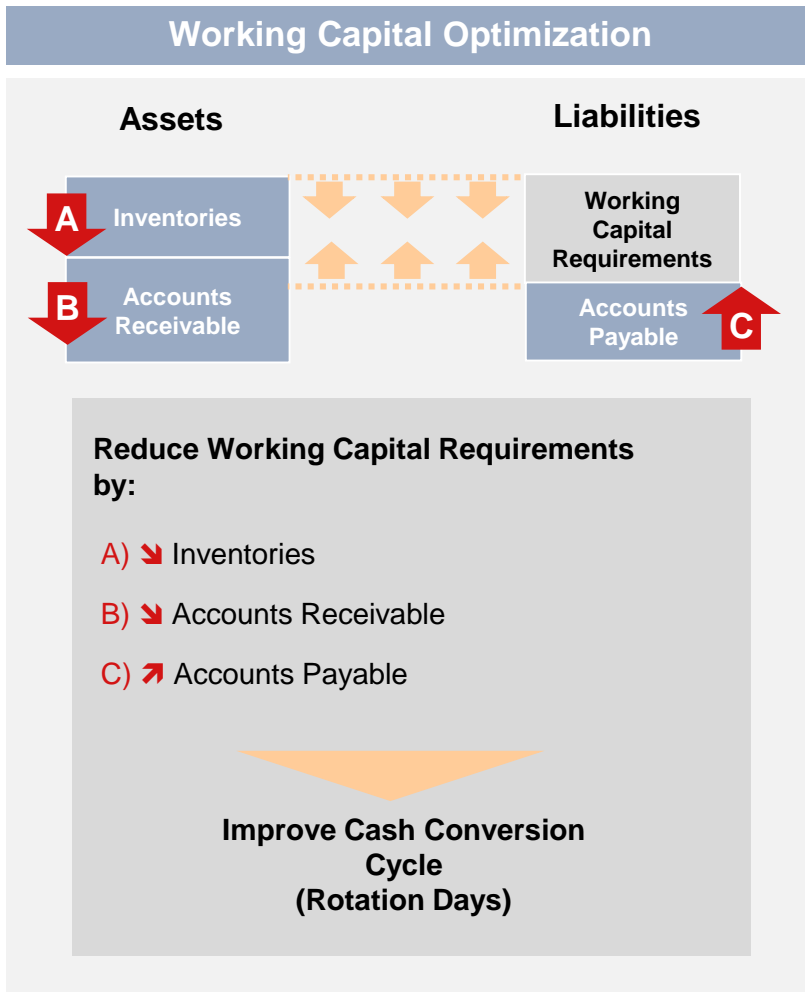 Working Capital Optimization
Assets
Liabilities
A
Inventories
B
Accounts
Receivable
Working
Capital
Requirements
Accounts
Payable
C
Reduce Working Capital Requirements
by:
A) ➘ Inventories
B) ➘ Accounts Receivable
C) ➚ Accounts Payable
Improve Cash Conversion
Cycle
(Rotation Days)